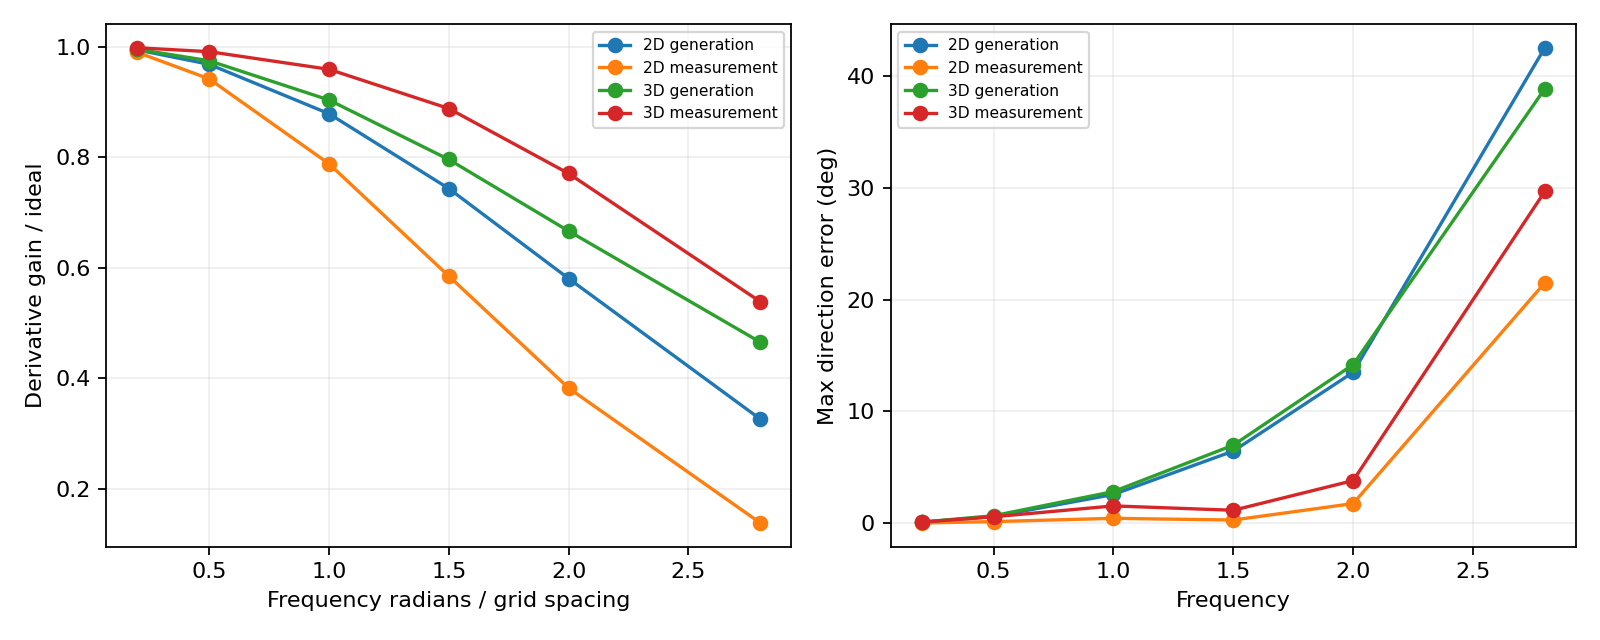 Derivative gain / ideal
1.0
0.8
0.6
0.4
0.2
2D generation
2D measurement
3D generation
3D measurement
0.5 1.0 1.5 2.0 2.5
Frequency radians / grid spacing
Max direction error (deg)
40
30
20
10
0
2D generation
2D measurement
3D generation
3D measurement
0.5 1.0 1.5 2.0 2.5
Frequency